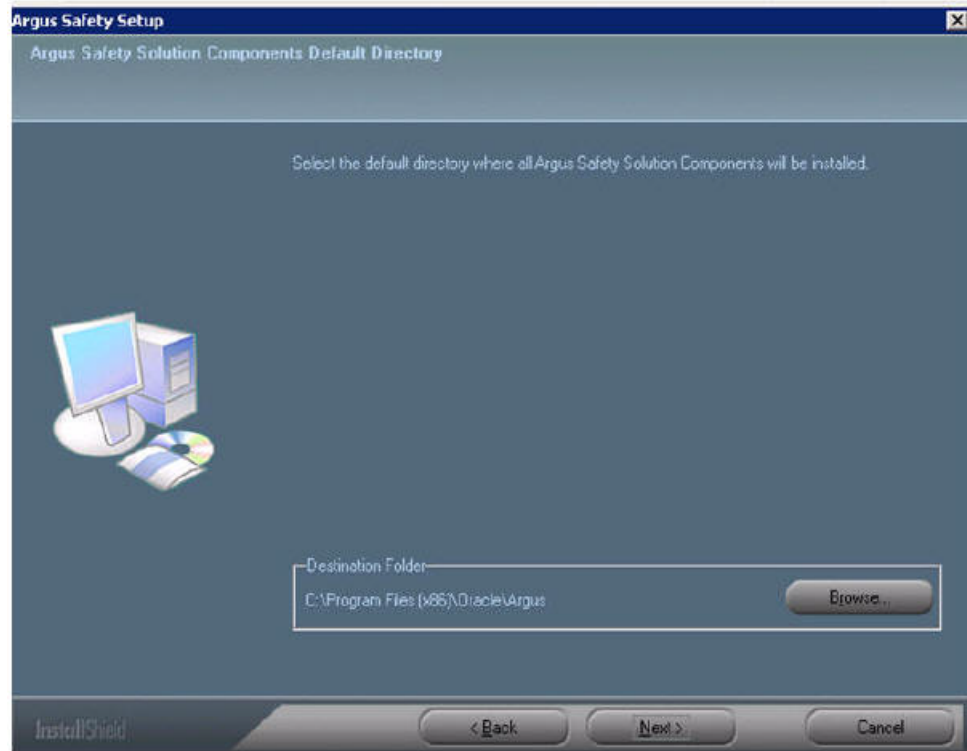 Argus Safety Setup
Argus Safety Solution Components Default Directory
Select the default directory where all Argus Safety Solution Components will be installed.
Destination Folder
C:\Program Files (x86)\Oracle\Argus
Browse...
InstallShield
< Back
Next >
Cancel